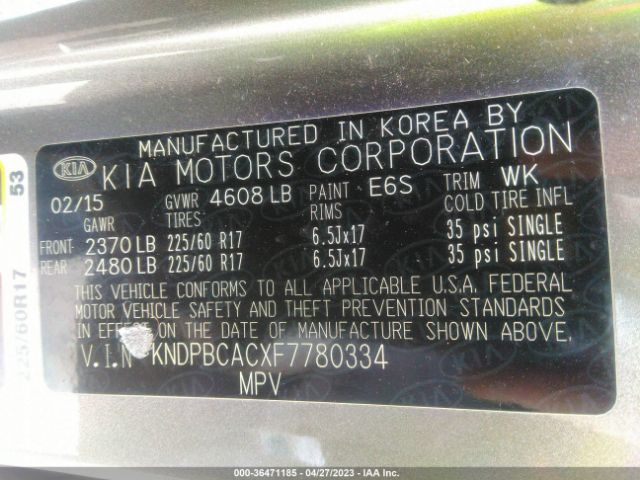 MANUFACTURED IN KOREA BY
KIA KIA MOTORS CORPORATION
02/15 GVWR 4608 LB PAINT E6S TRIM WK
GAWR TIRES RIMS COLD TIRE INFL
FRONT 2370 LB 225/60 R17 6.5Jx17 35 psi SINGLE
REAR 2480 LB 225/60 R17 6.5Jx17 35 psi SINGLE
THIS VEHICLE CONFORMS TO ALL APPLICABLE U.S.A. FEDERAL
MOTOR VEHICLE SAFETY AND THEFT PREVENTION STANDARDS
IN EFFECT ON THE DATE OF MANUFACTURE SHOWN ABOVE.
V.I.N KNDPBCACXF7780334
MPV
53
225/60R17
000-36471185 - 04/27/2023 - IAA Inc.